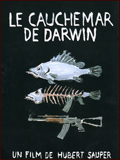 LE CAUCHEMAR
DE DARWIN
UN FILM DE HUBERT SAUPER